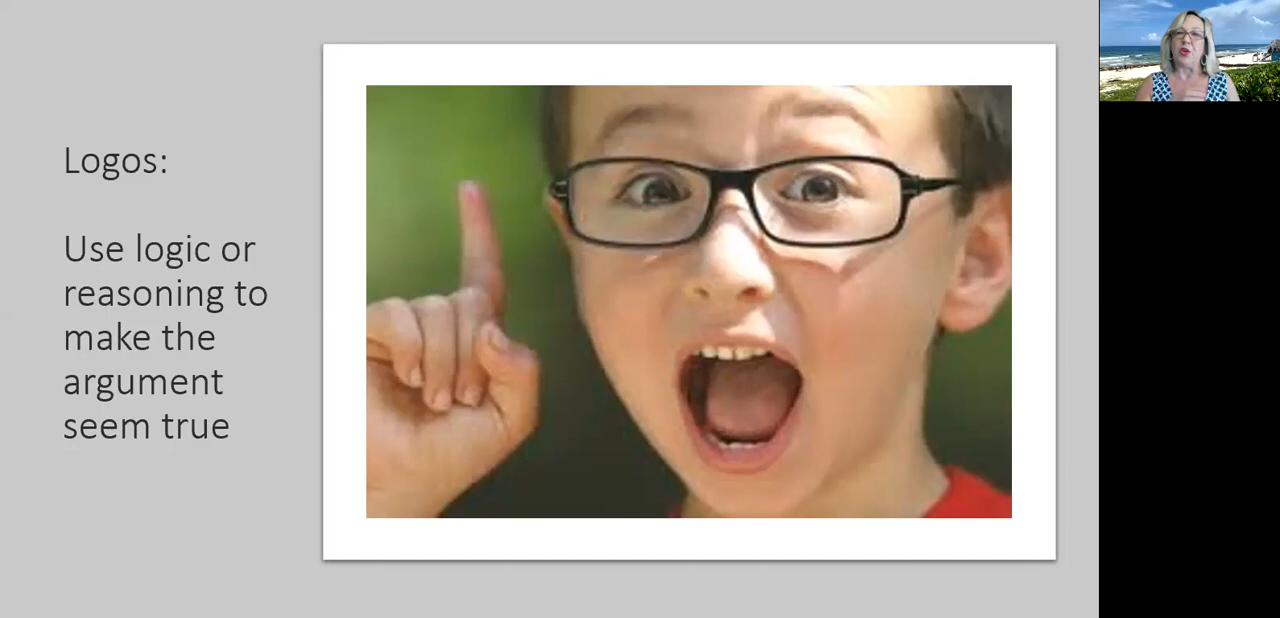 Logos:
Use logic or
reasoning to
make the
argument
seem true